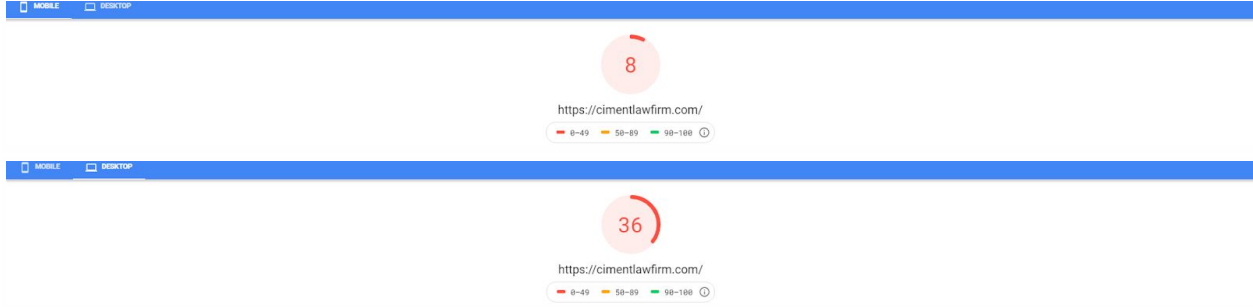 MOBILE DESKTOP
8
https://cimentlawfirm.com/
0-49 50-89 90-100
MOBILE DESKTOP
36
https://cimentlawfirm.com/
0-49 50-89 90-100